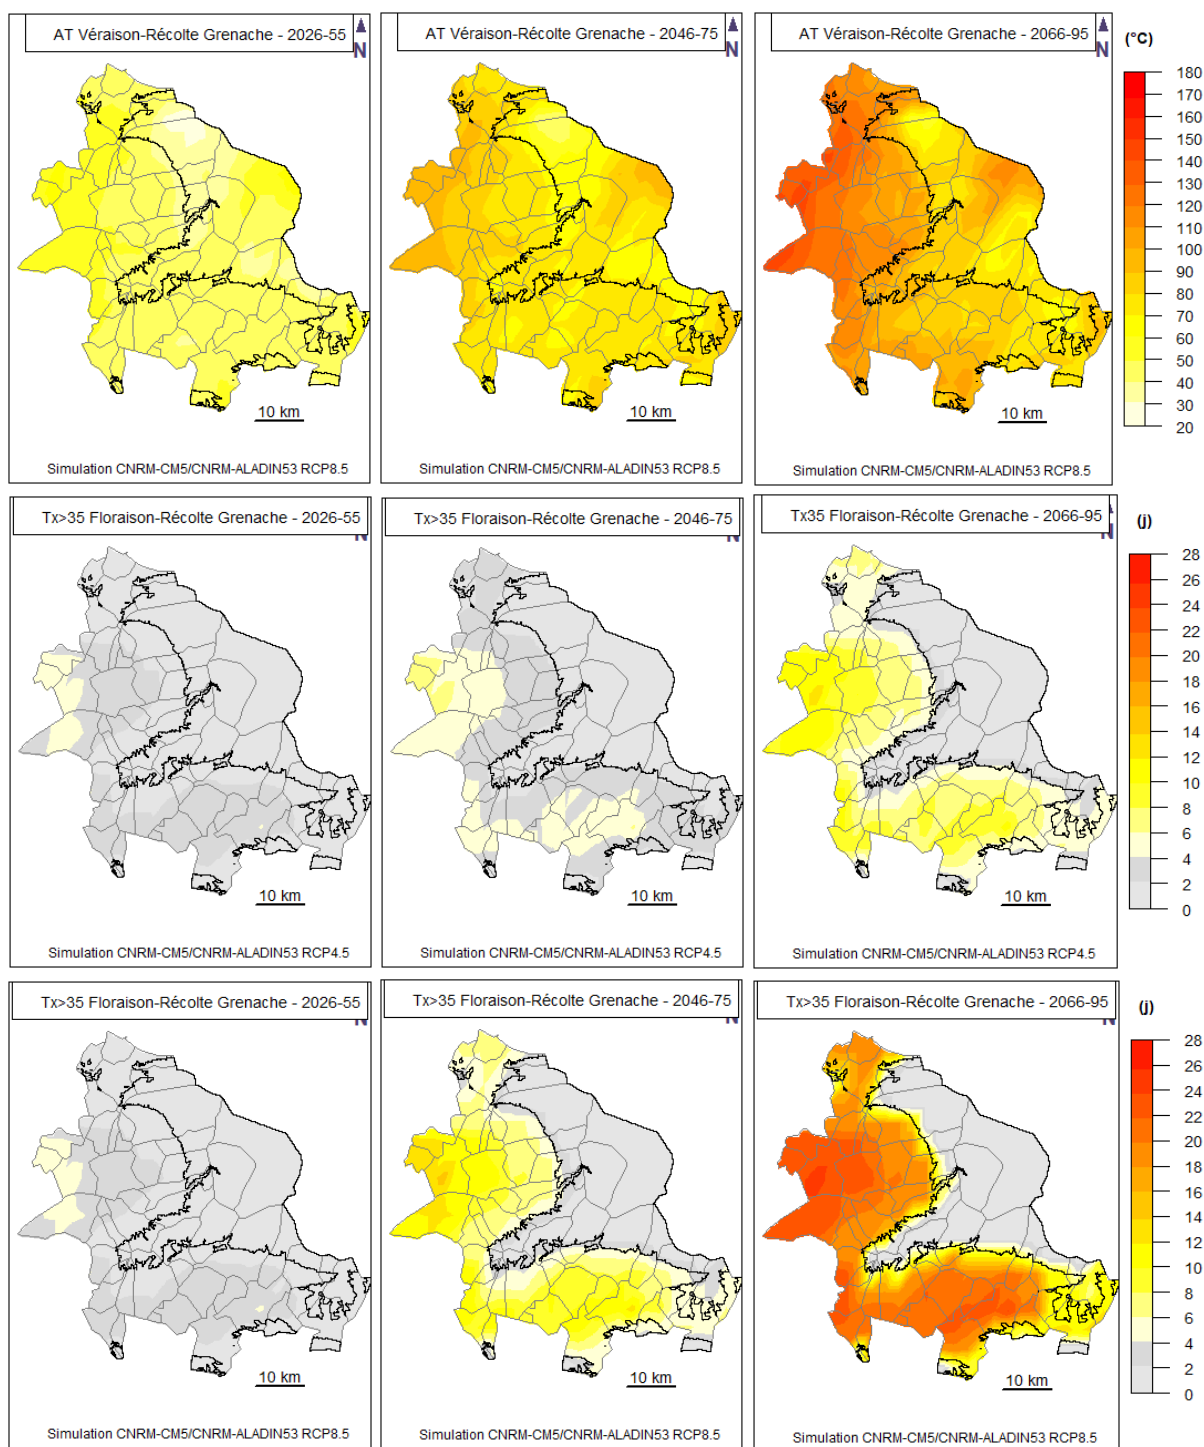 AT Véraison-Récolte Grenache - 2026-55
N
AT Véraison-Récolte Grenache - 2046-75
N
AT Véraison-Récolte Grenache - 2066-95
N
(°C)
180
170
160
150
140
130
120
110
100
90
80
70
60
50
40
30
20
10 km
10 km
10 km
Simulation CNRM-CM5/CNRM-ALADIN53 RCP8.5
Simulation CNRM-CM5/CNRM-ALADIN53 RCP8.5
Simulation CNRM-CM5/CNRM-ALADIN53 RCP8.5
Tx>35 Floraison-Récolte Grenache - 2026-55
N
Tx>35 Floraison-Récolte Grenache - 2046-75
N
Tx35 Floraison-Récolte Grenache - 2066-95
N
(j)
28
26
24
22
20
18
16
14
12
10
8
6
4
2
0
10 km
10 km
10 km
Simulation CNRM-CM5/CNRM-ALADIN53 RCP4.5
Simulation CNRM-CM5/CNRM-ALADIN53 RCP4.5
Simulation CNRM-CM5/CNRM-ALADIN53 RCP4.5
Tx>35 Floraison-Récolte Grenache - 2026-55
N
Tx>35 Floraison-Récolte Grenache - 2046-75
N
Tx>35 Floraison-Récolte Grenache - 2066-95
N
(j)
28
26
24
22
20
18
16
14
12
10
8
6
4
2
0
10 km
10 km
10 km
Simulation CNRM-CM5/CNRM-ALADIN53 RCP8.5
Simulation CNRM-CM5/CNRM-ALADIN53 RCP8.5
Simulation CNRM-CM5/CNRM-ALADIN53 RCP8.5